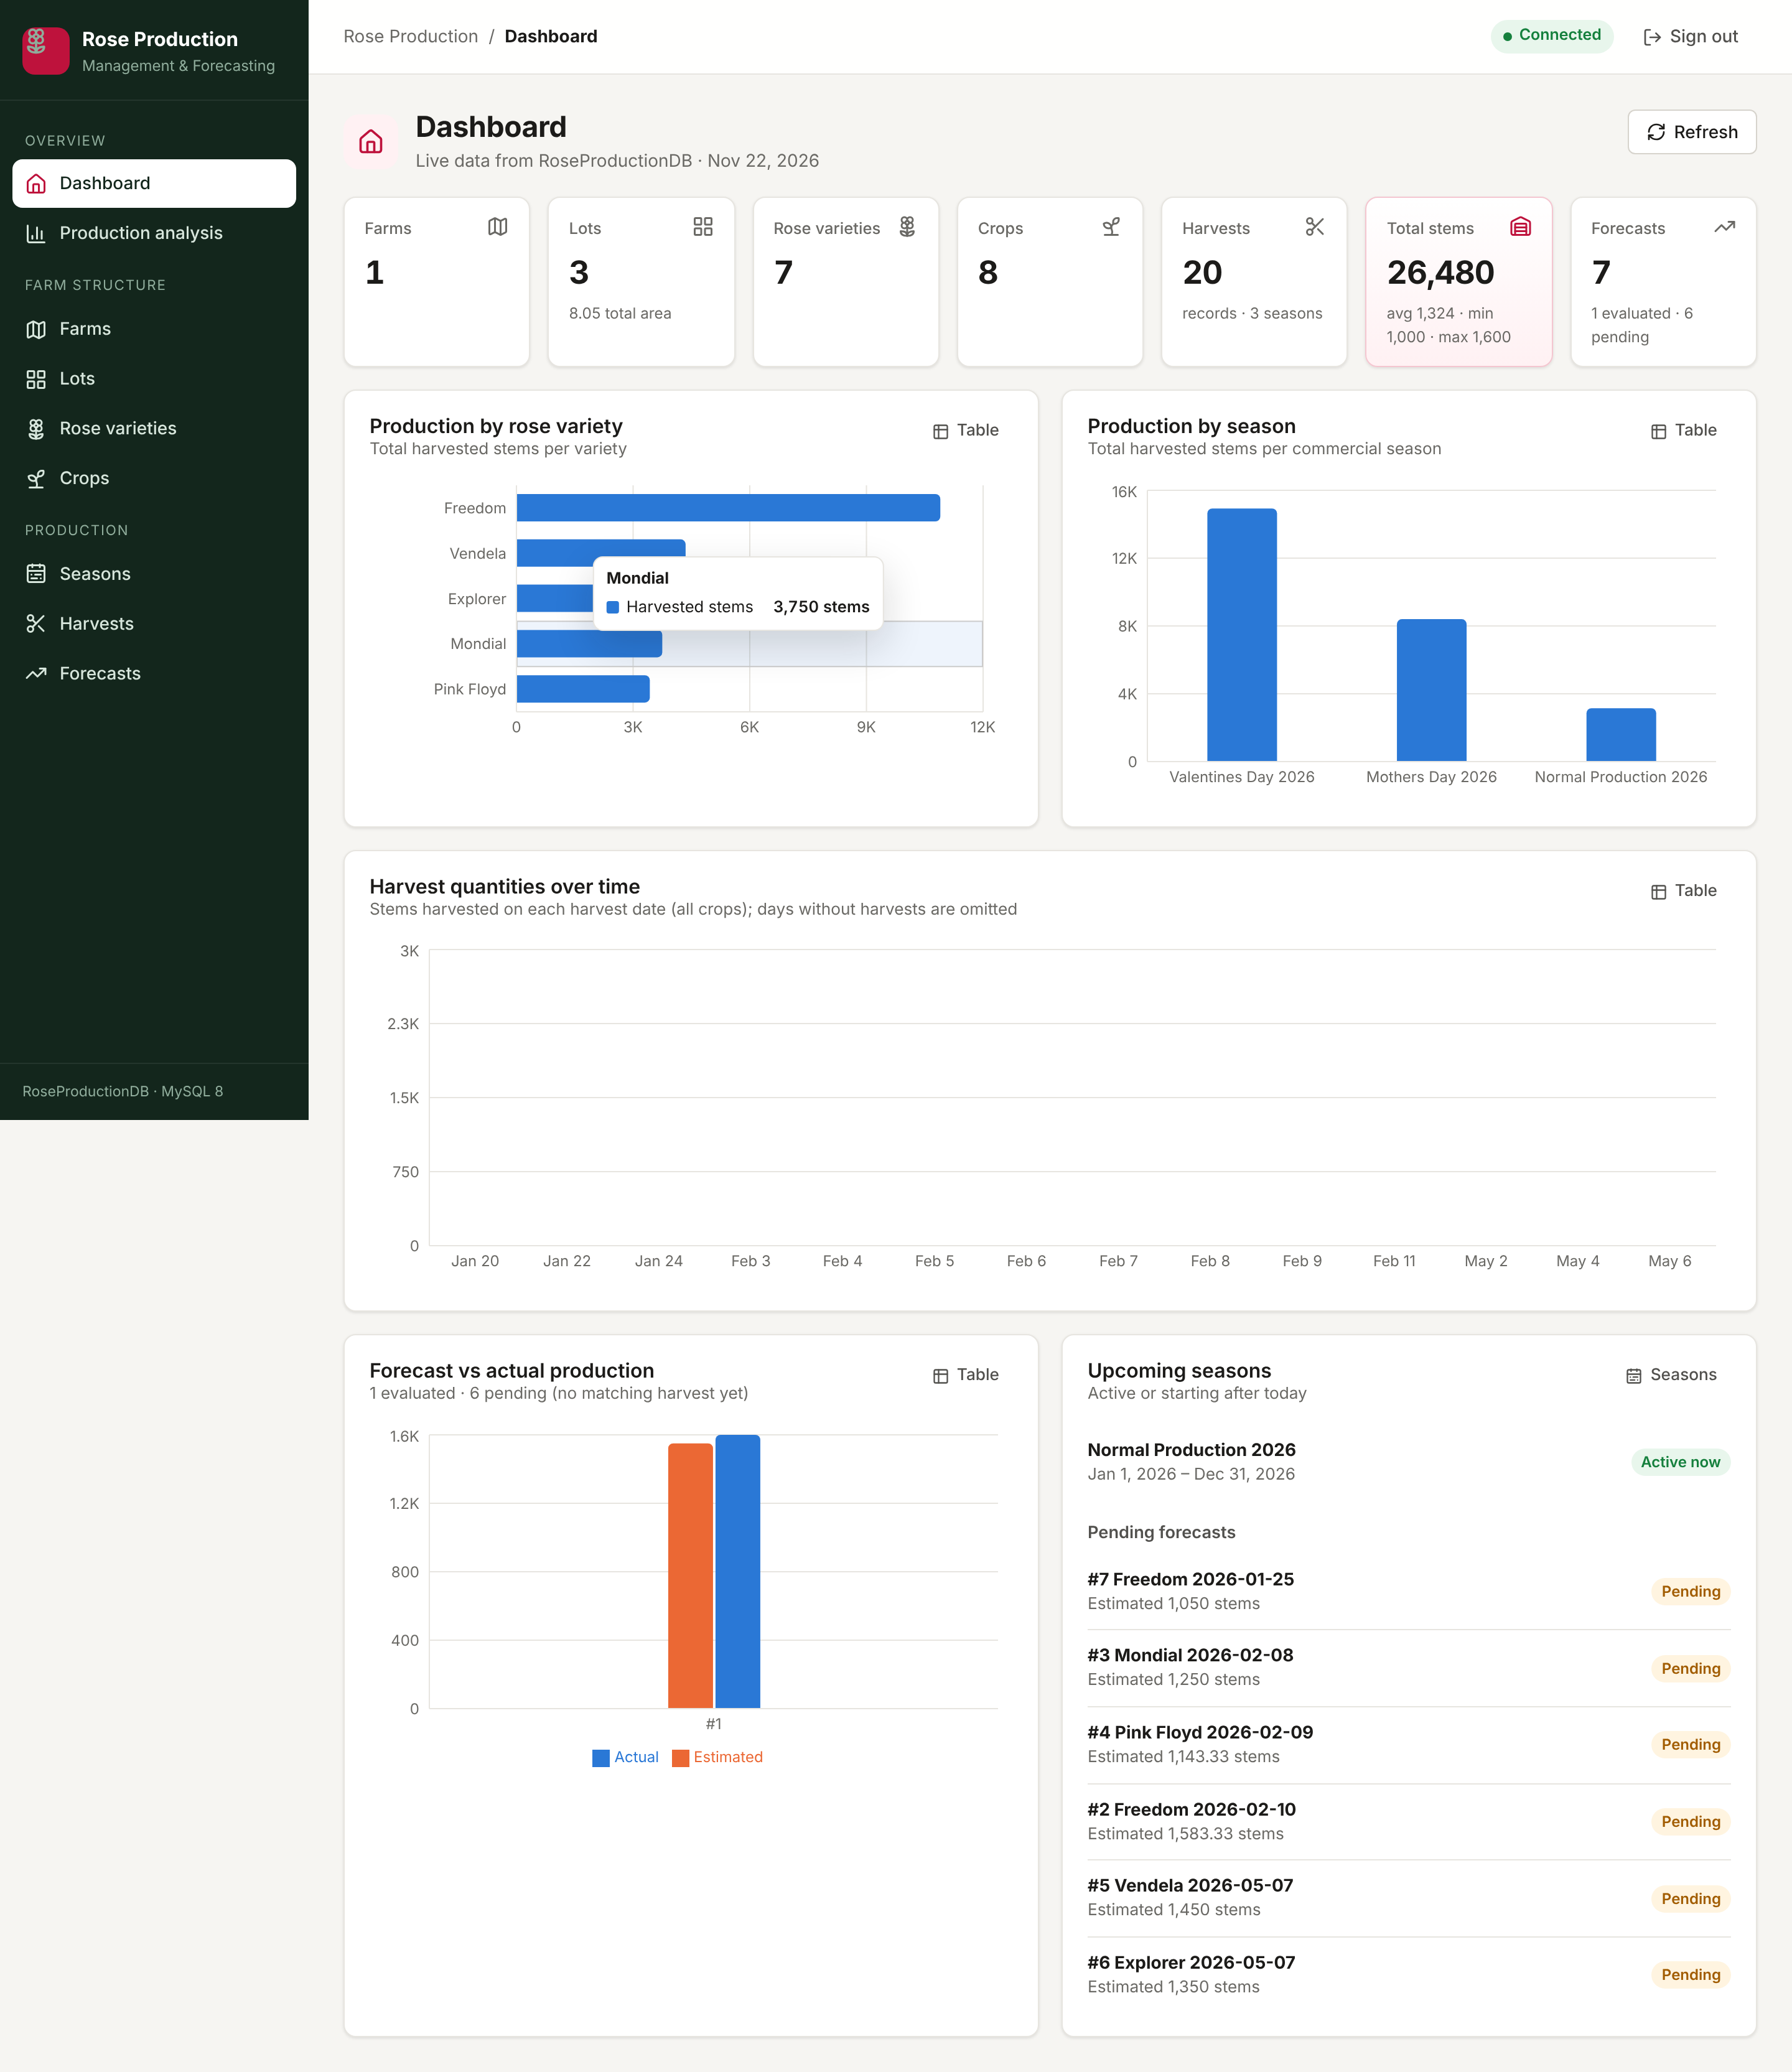 Rose Production
Management & Forecasting
OVERVIEW
Dashboard
Production analysis
FARM STRUCTURE
Farms
Lots
Rose varieties
Crops
PRODUCTION
Seasons
Harvests
Forecasts
RoseProductionDB · MySQL 8
Rose Production / Dashboard
Connected
Sign out
Dashboard
Live data from RoseProductionDB · Nov 22, 2026
Refresh
Farms
1
Lots
3
8.05 total area
Rose varieties
7
Crops
8
Harvests
20
records · 3 seasons
Total stems
26,480
avg 1,324 · min
1,000 · max 1,600
Forecasts
7
1 evaluated · 6
pending
Production by rose variety
Total harvested stems per variety
Table
Freedom
Vendela
Explorer
Mondial
Pink Floyd
Mondial
Harvested stems 3,750 stems
0 3K 6K 9K 12K
Production by season
Total harvested stems per commercial season
Table
16K
12K
8K
4K
0
Valentines Day 2026 Mothers Day 2026 Normal Production 2026
Harvest quantities over time
Stems harvested on each harvest date (all crops); days without harvests are omitted
Table
3K
2.3K
1.5K
750
0
Jan 20 Jan 22 Jan 24 Feb 3 Feb 4 Feb 5 Feb 6 Feb 7 Feb 8 Feb 9 Feb 11 May 2 May 4 May 6
Forecast vs actual production
1 evaluated · 6 pending (no matching harvest yet)
Table
1.6K
1.2K
800
400
0
#1
Actual Estimated
Upcoming seasons
Active or starting after today
Seasons
Normal Production 2026
Jan 1, 2026 – Dec 31, 2026
Active now
Pending forecasts
#7 Freedom 2026-01-25
Estimated 1,050 stems
Pending
#3 Mondial 2026-02-08
Estimated 1,250 stems
Pending
#4 Pink Floyd 2026-02-09
Estimated 1,143.33 stems
Pending
#2 Freedom 2026-02-10
Estimated 1,583.33 stems
Pending
#5 Vendela 2026-05-07
Estimated 1,450 stems
Pending
#6 Explorer 2026-05-07
Estimated 1,350 stems
Pending